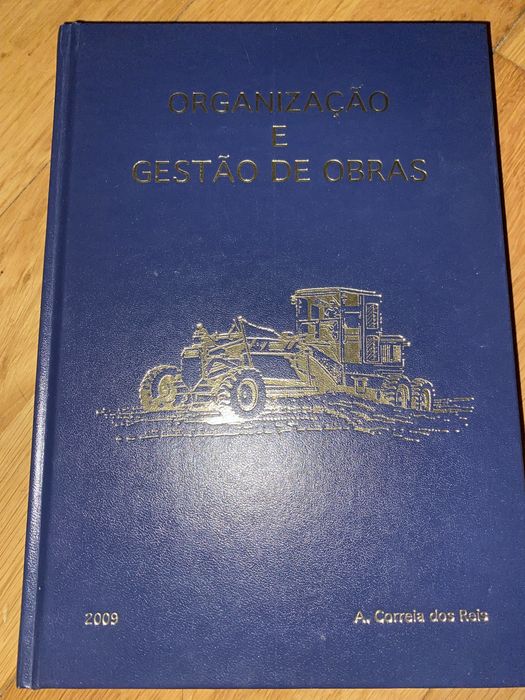 ORGANIZAÇÃO
E
GESTÃO DE OBRAS
2009
A. Correia dos Reis